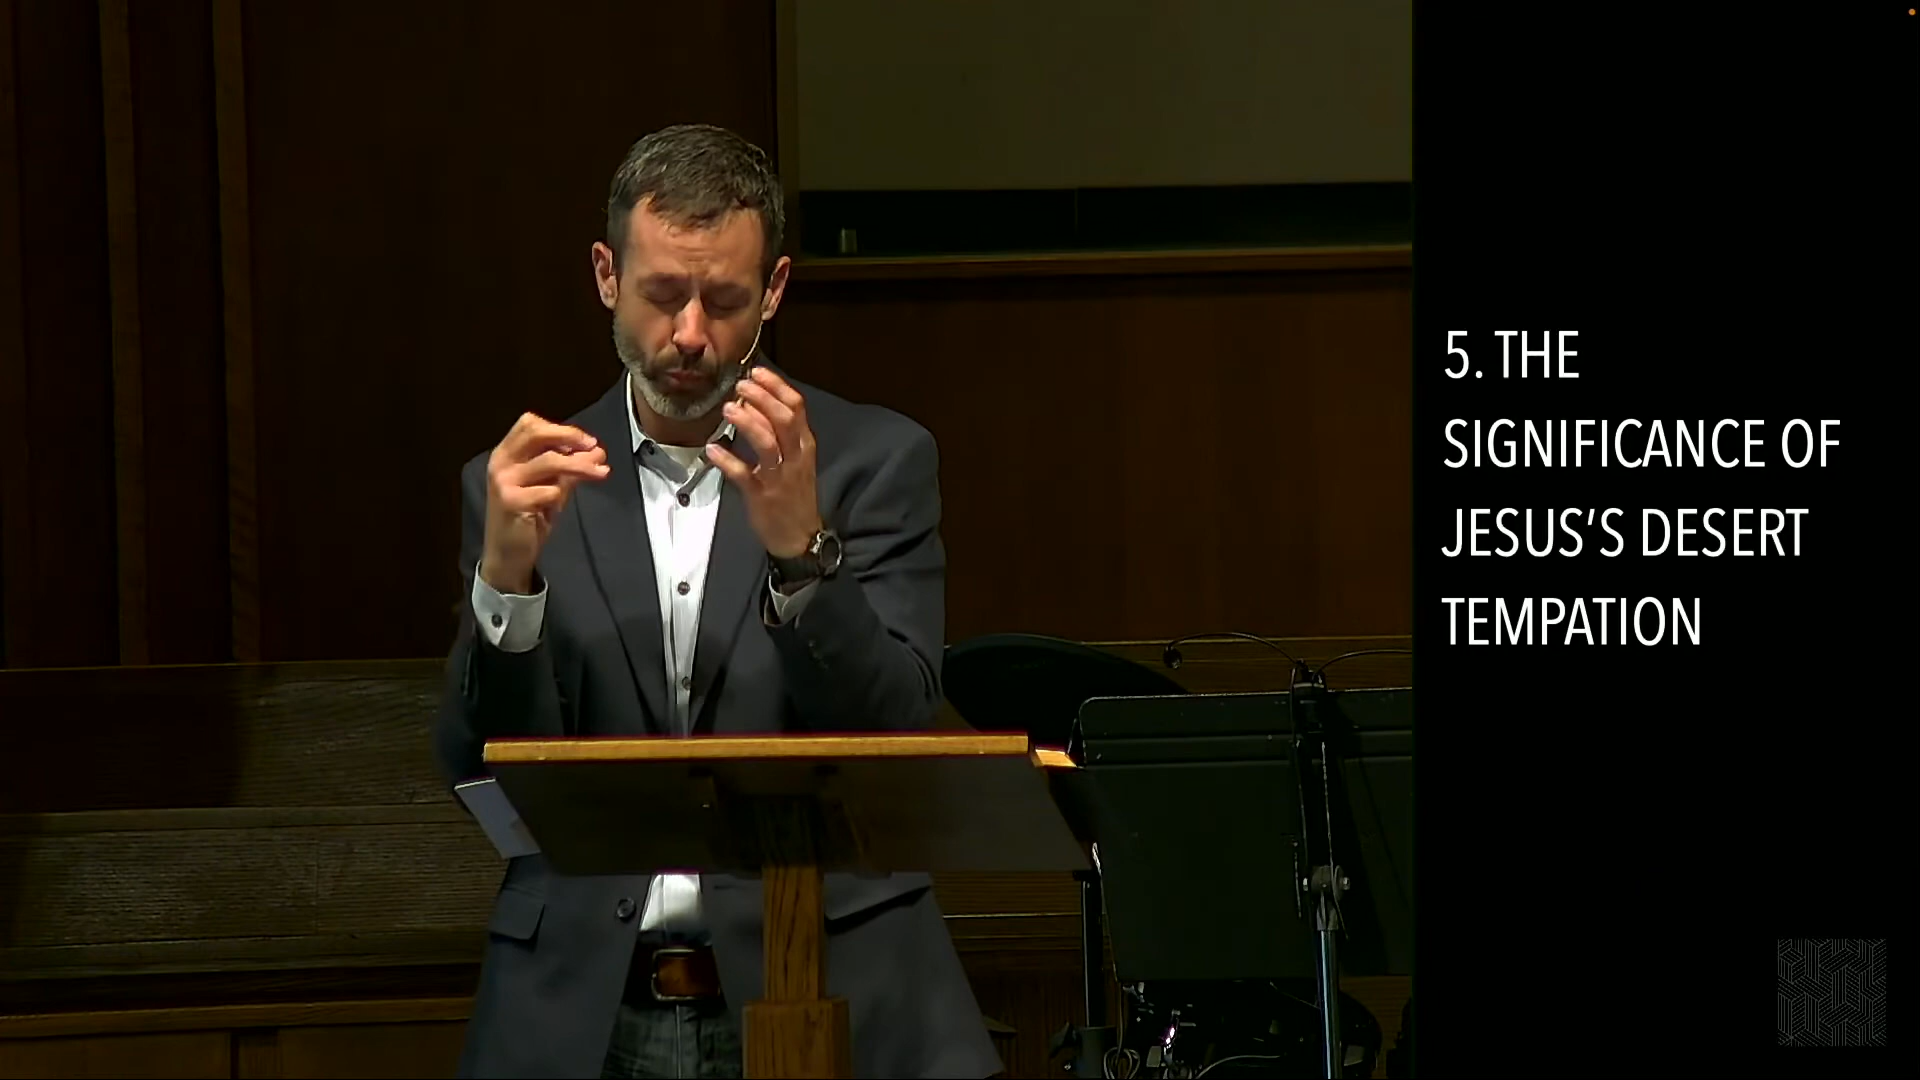 5. THE
SIGNIFICANCE OF
JESUS’S DESERT
TEMPATION